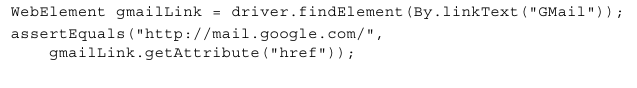 WebElement gmailLink = driver.findElement(By.linkText("GMail"));
assertEquals("http://mail.google.com/",
    gmailLink.getAttribute("href"));